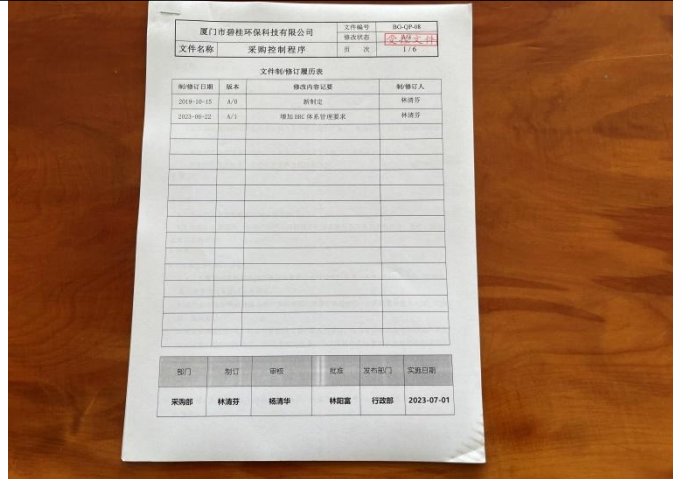 厦门市碧桂环保科技有限公司 文件编号 BG-QP-08
修改状态
受控文件
文件名称 采购控制程序 页 次 1 / 6
文件制/修订履历表
制/修订日期 版本 修改内容记要 制/修订人
2019-10-15 A/0 新制定 林清芬
2023-06-22 A/1 增加 BRC 体系管理要求 林清芬
部门 制订 审核 批准 发布部门 实施日期
采购部 林清芬 杨清华 林阳富 行政部 2023-07-01